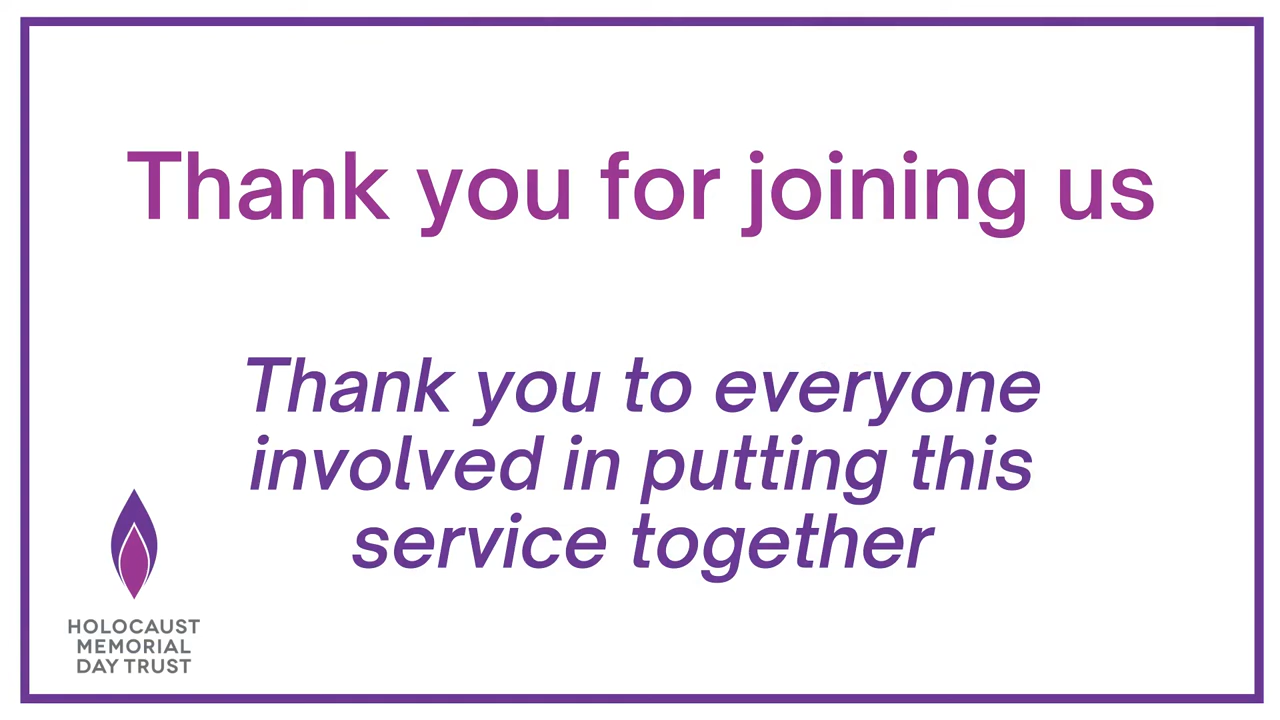 Thank you for joining us
Thank you to everyone
involved in putting this
service together
HOLOCAUST
MEMORIAL
DAY TRUST